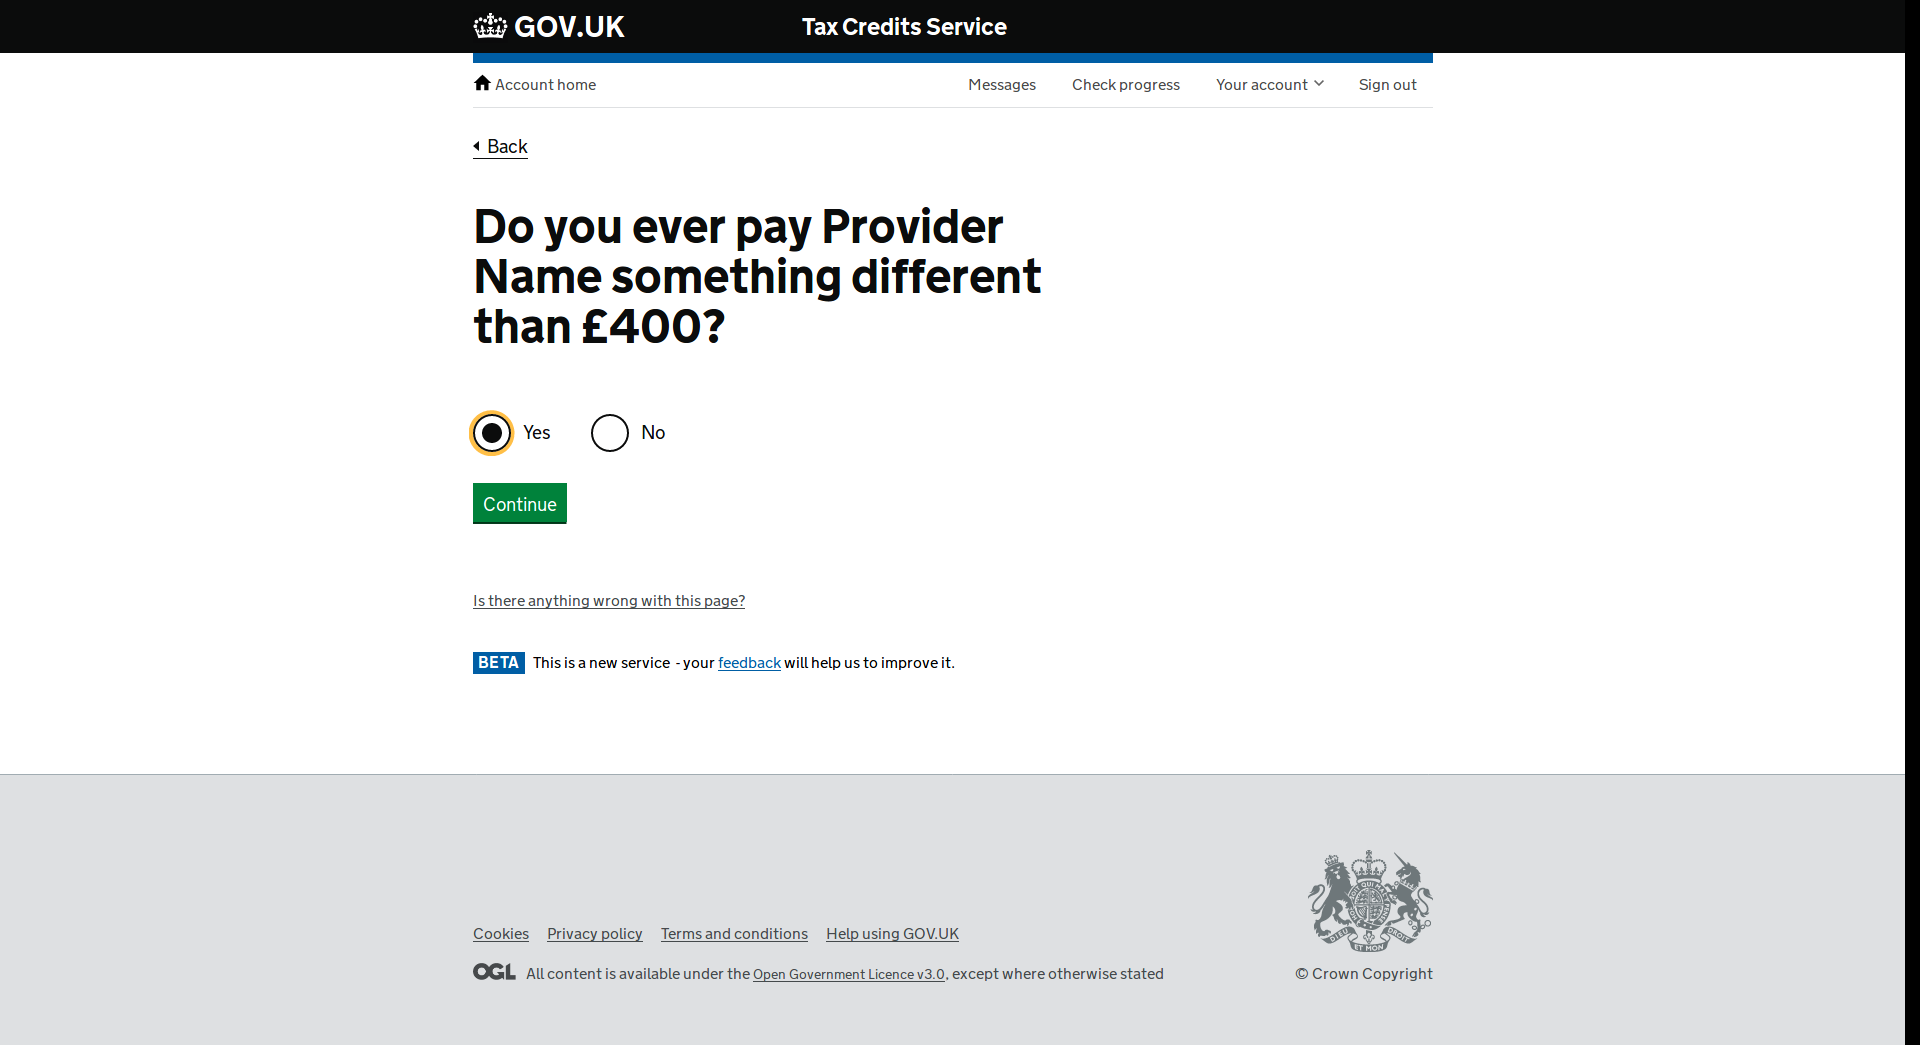 GOV.UK
Tax Credits Service
Account home
Messages
Check progress
Your account
Sign out
Back
Do you ever pay Provider
Name something different
than £400?
Yes
No
Continue
Is there anything wrong with this page?
BETA
This is a new service - your feedback will help us to improve it.
Cookies
Privacy policy
Terms and conditions
Help using GOV.UK
OGL
All content is available under the Open Government Licence v3.0, except where otherwise stated
© Crown Copyright